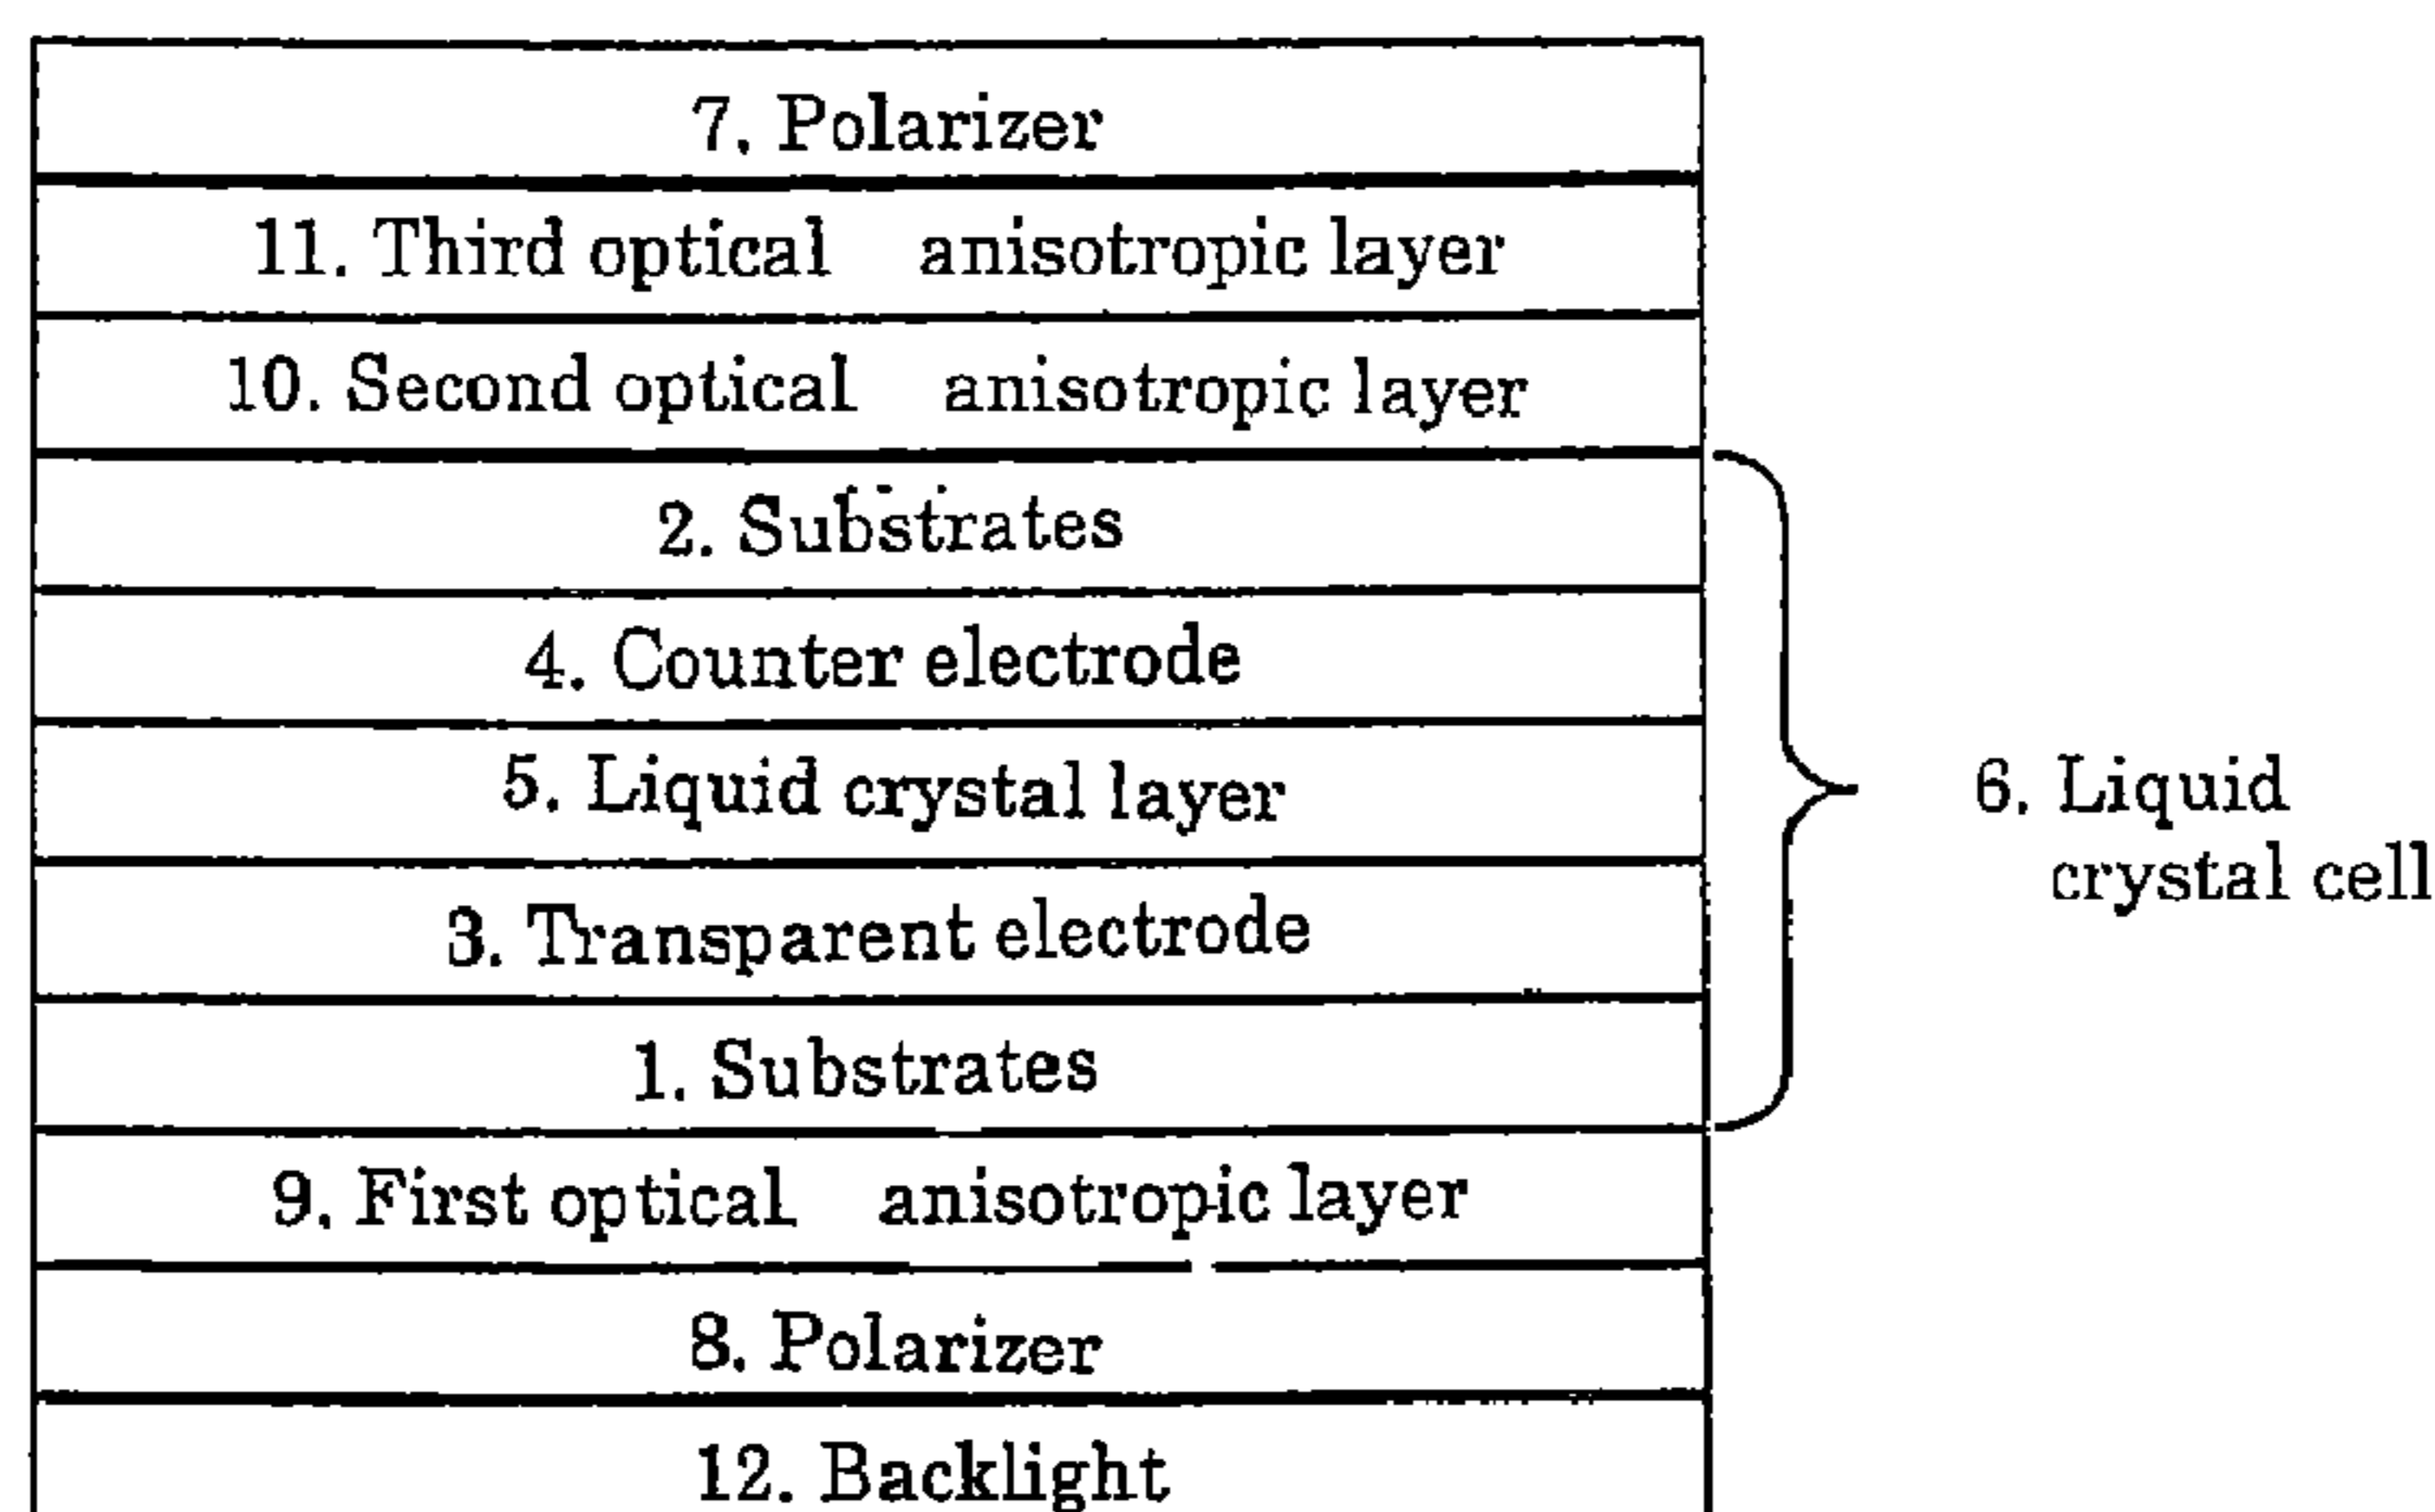 7. Polarizer
11. Third optical anisotropic layer
10. Second optical anisotropic layer
2. Substrates
4. Counter electrode
5. Liquid crystal layer
6. Liquid
crystal cell
3. Transparent electrode
1. Substrates
9. First optical anisotropic layer
8. Polarizer
12. Backlight